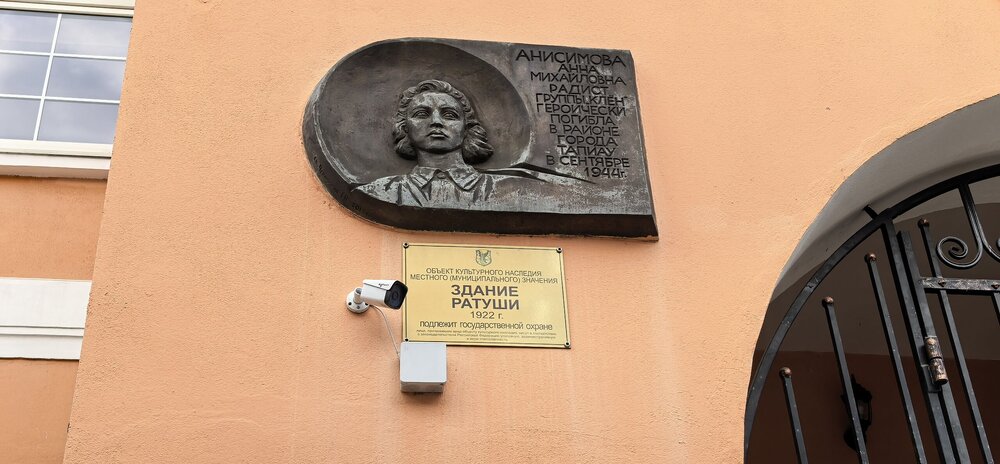 АНИСИМОВА
АННА
МИХАЙЛОВНА
РАДИСТ
ГРУППЫ„КЛЁН"
ГЕРОИЧЕСКИ
ПОГИБЛА
В РАЙОНЕ
ГОРОДА
ТАПИАУ
В СЕНТЯБРЕ
1944г.
ОБЪЕКТ КУЛЬТУРНОГО НАСЛЕДИЯ
МЕСТНОГО (МУНИЦИПАЛЬНОГО) ЗНАЧЕНИЯ
ЗДАНИЕ
РАТУШИ
1922 г.
подлежит государственной охране